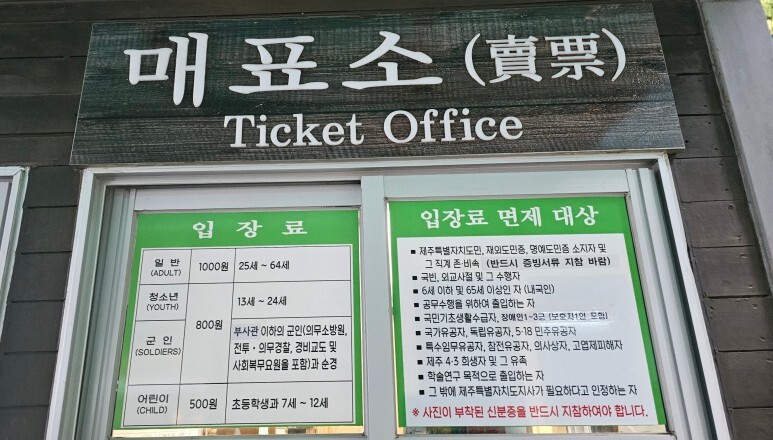 매표소(賣票)
Ticket Office
입장료
일 반
(ADULT)
1000원
25세 ~ 64세
청소년
(YOUTH)
13세 ~ 24세
800원
군 인
(SOLDIERS)
부사관 이하의 군인(의무소방원,
전투·의무경찰, 경비교도 및
사회복무요원을 포함)과 순경
어린이
(CHILD)
500원
초등학생과 7세 ~ 12세
입장료 면제 대상
■ 제주특별자치도민, 재외도민증, 명예도민증 소지자 및
그 직계 존·비속 (반드시 증빙서류 지참 바람)
■ 국빈, 외교사절 및 그 수행자
■ 6세 이하 및 65세 이상인 자 (내국인)
■ 공무수행을 위하여 출입하는 자
■ 국민기초생활수급자, 장애인1~3급 (보호자1인 포함)
■ 국가유공자, 독립유공자, 5·18 민주유공자
■ 특수임무유공자, 참전유공자, 의사상자, 고엽제피해자
■ 제주 4·3 희생자 및 그 유족
■ 학술연구 목적으로 출입하는 자
■ 그 밖에 제주특별자치도지사가 필요하다고 인정하는 자
※ 사진이 부착된 신분증을 반드시 지참하여야 합니다.